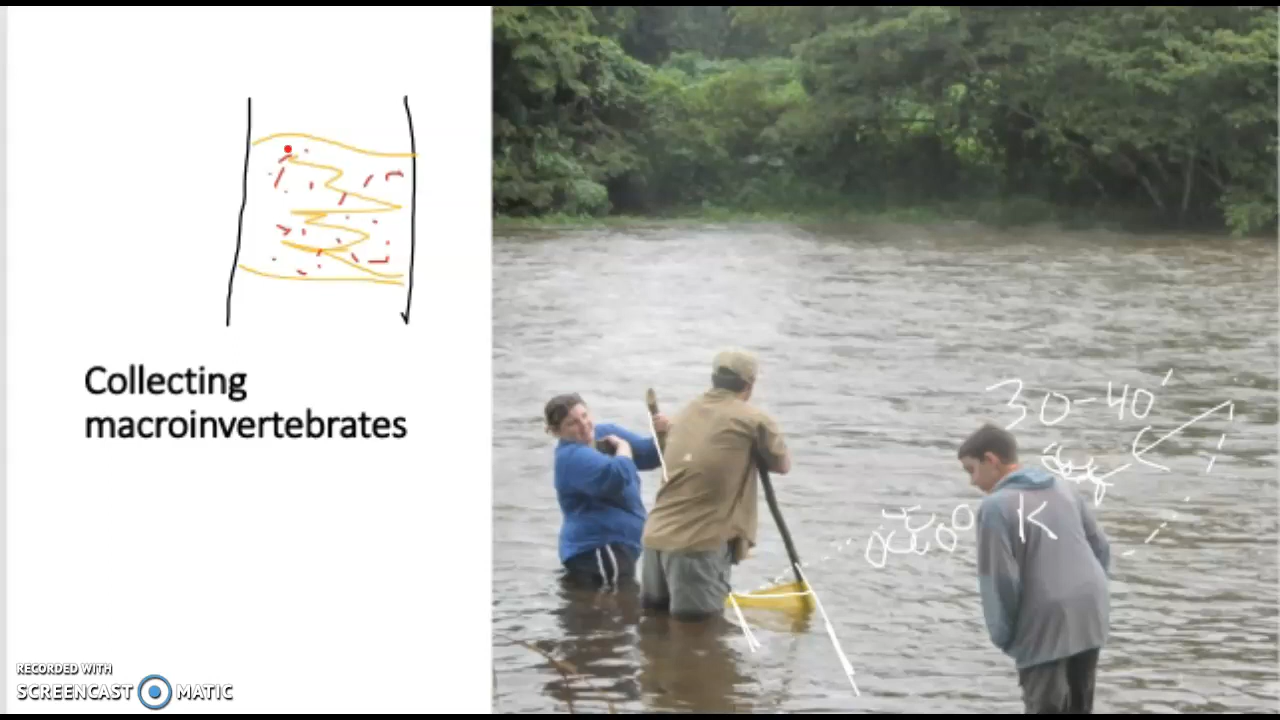 Collecting
macroinvertebrates
30-40'
K
RECORDED WITH
SCREENCAST MATIC